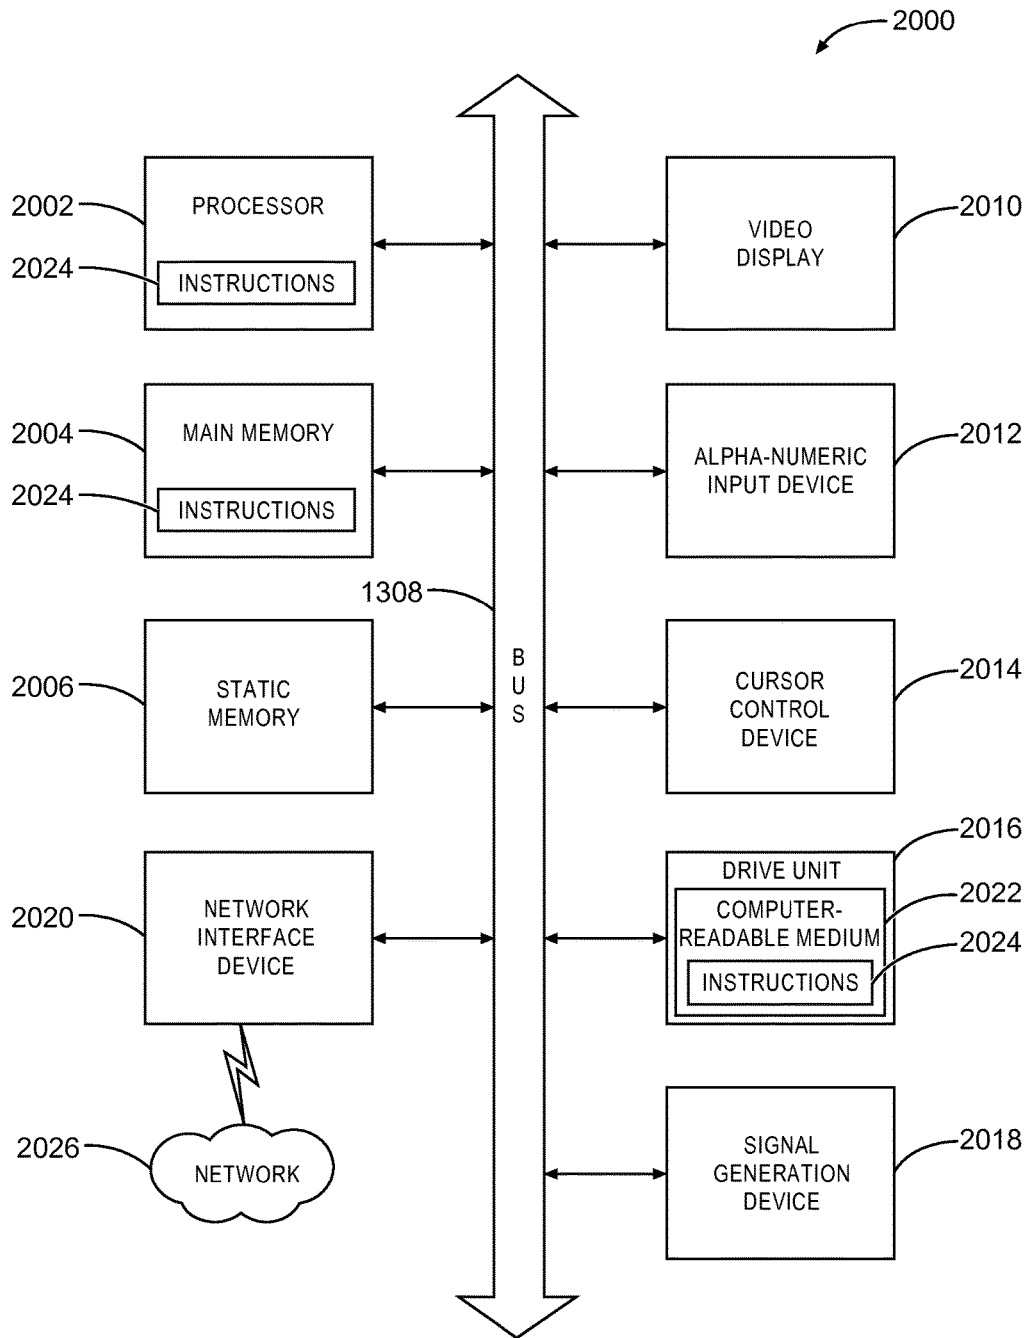 2000
PROCESSOR
2002
2024
INSTRUCTIONS
VIDEO
DISPLAY
2010
MAIN MEMORY
2004
2024
INSTRUCTIONS
ALPHA-NUMERIC
INPUT DEVICE
2012
1308
B
U
S
STATIC
MEMORY
2006
CURSOR
CONTROL
DEVICE
2014
NETWORK
INTERFACE
DEVICE
2020
DRIVE UNIT
2016
COMPUTER-
READABLE MEDIUM
2022
INSTRUCTIONS
2024
NETWORK
2026
SIGNAL
GENERATION
DEVICE
2018